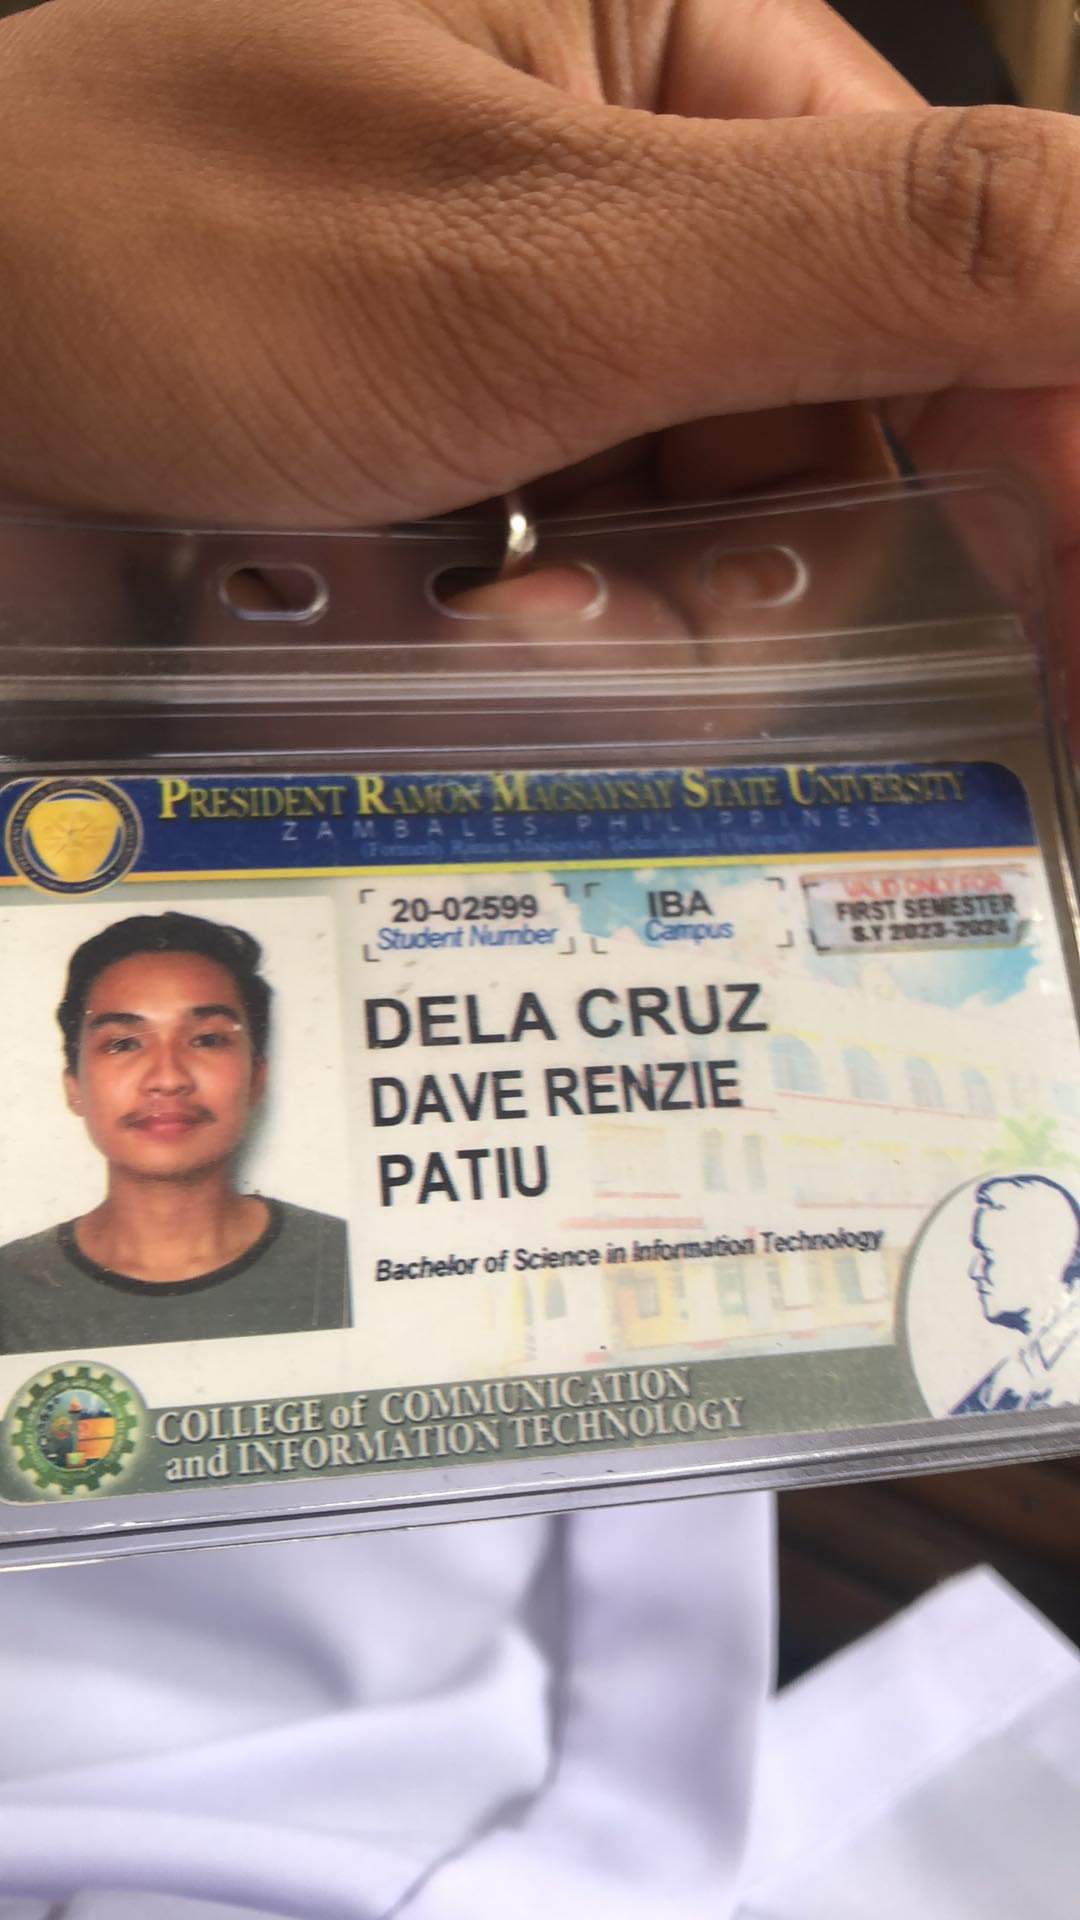 PRESIDENT RAMON MAGSAYSAY STATE UNIVERSITY
ZAMBALES PHILIPPINES
(Formerly Ramon Magsaysay Technological University)
20-02599
Student Number
IBA
Campus
VALID ONLY FOR
FIRST SEMESTER
S.Y 2023-2024
DELA CRUZ
DAVE RENZIE
PATIU
Bachelor of Science in Information Technology
COLLEGE of COMMUNICATION
and INFORMATION TECHNOLOGY